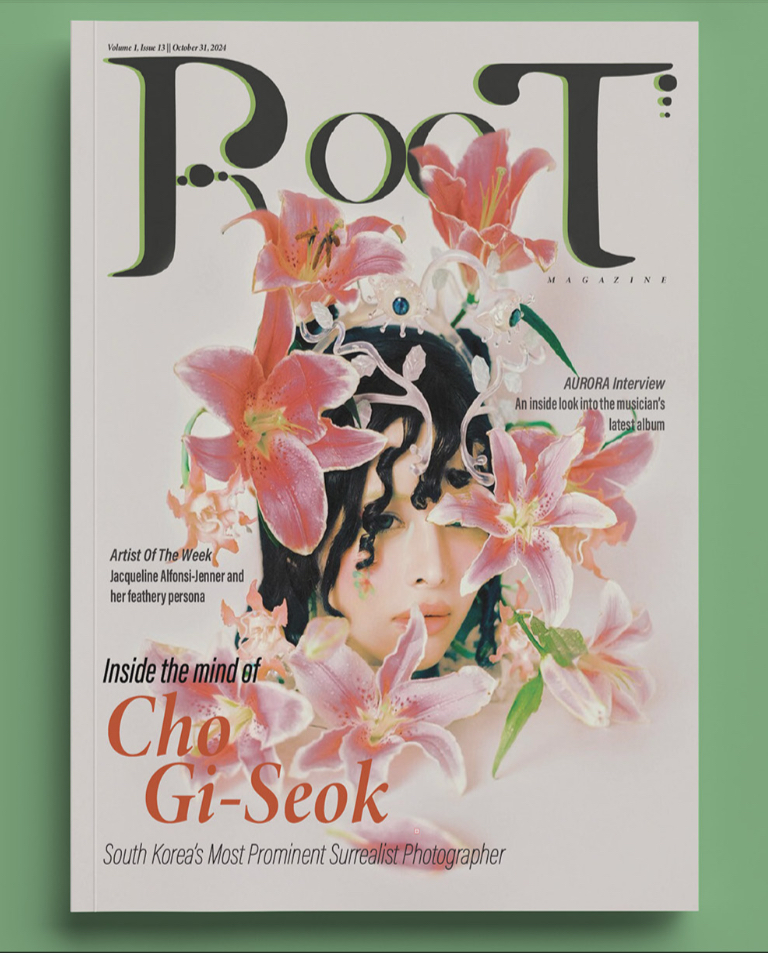 Volume 1, Issue 13 || October 31, 2024
ROOT
MAGAZINE
AURORA Interview
An inside look into the musician's
latest album
Artist Of The Week
Jacqueline Alfonsi-Jenner and
her feathery persona
Inside the mind of
Cho
Gi-Seok
South Korea's Most Prominent Surrealist Photographer